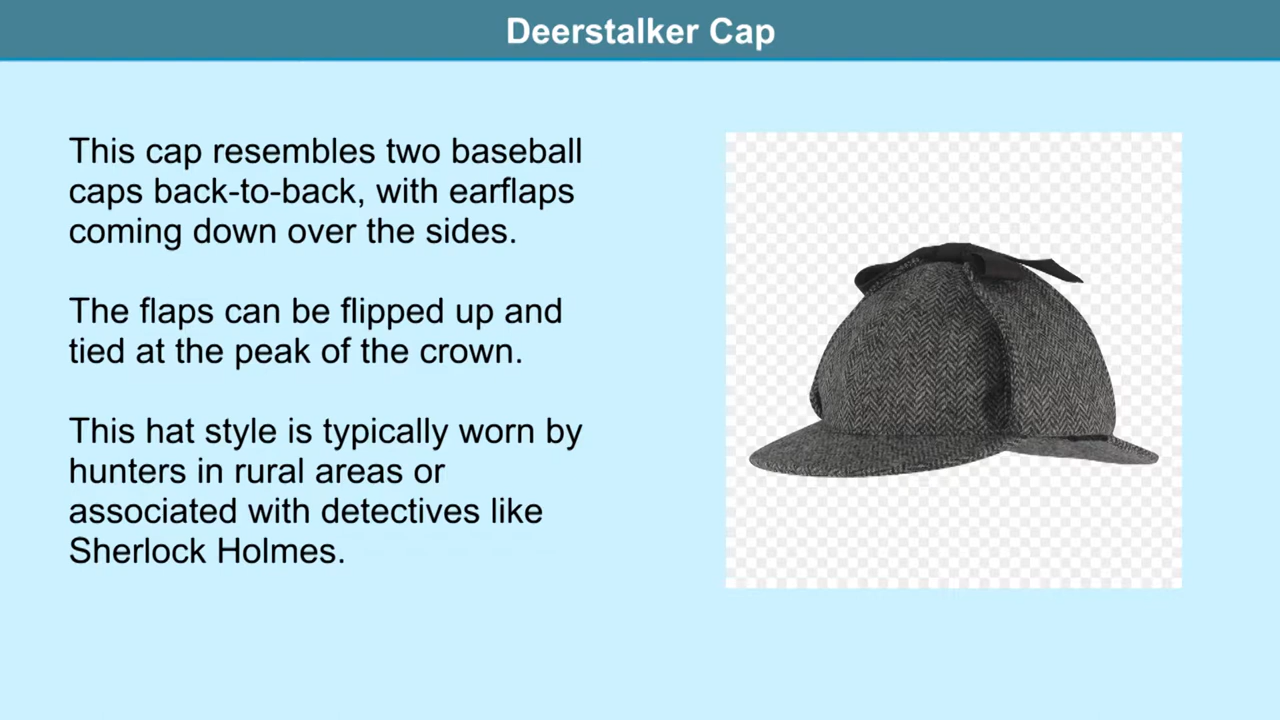 Deerstalker Cap
This cap resembles two baseball
caps back-to-back, with earflaps
coming down over the sides.
The flaps can be flipped up and
tied at the peak of the crown.
This hat style is typically worn by
hunters in rural areas or
associated with detectives like
Sherlock Holmes.